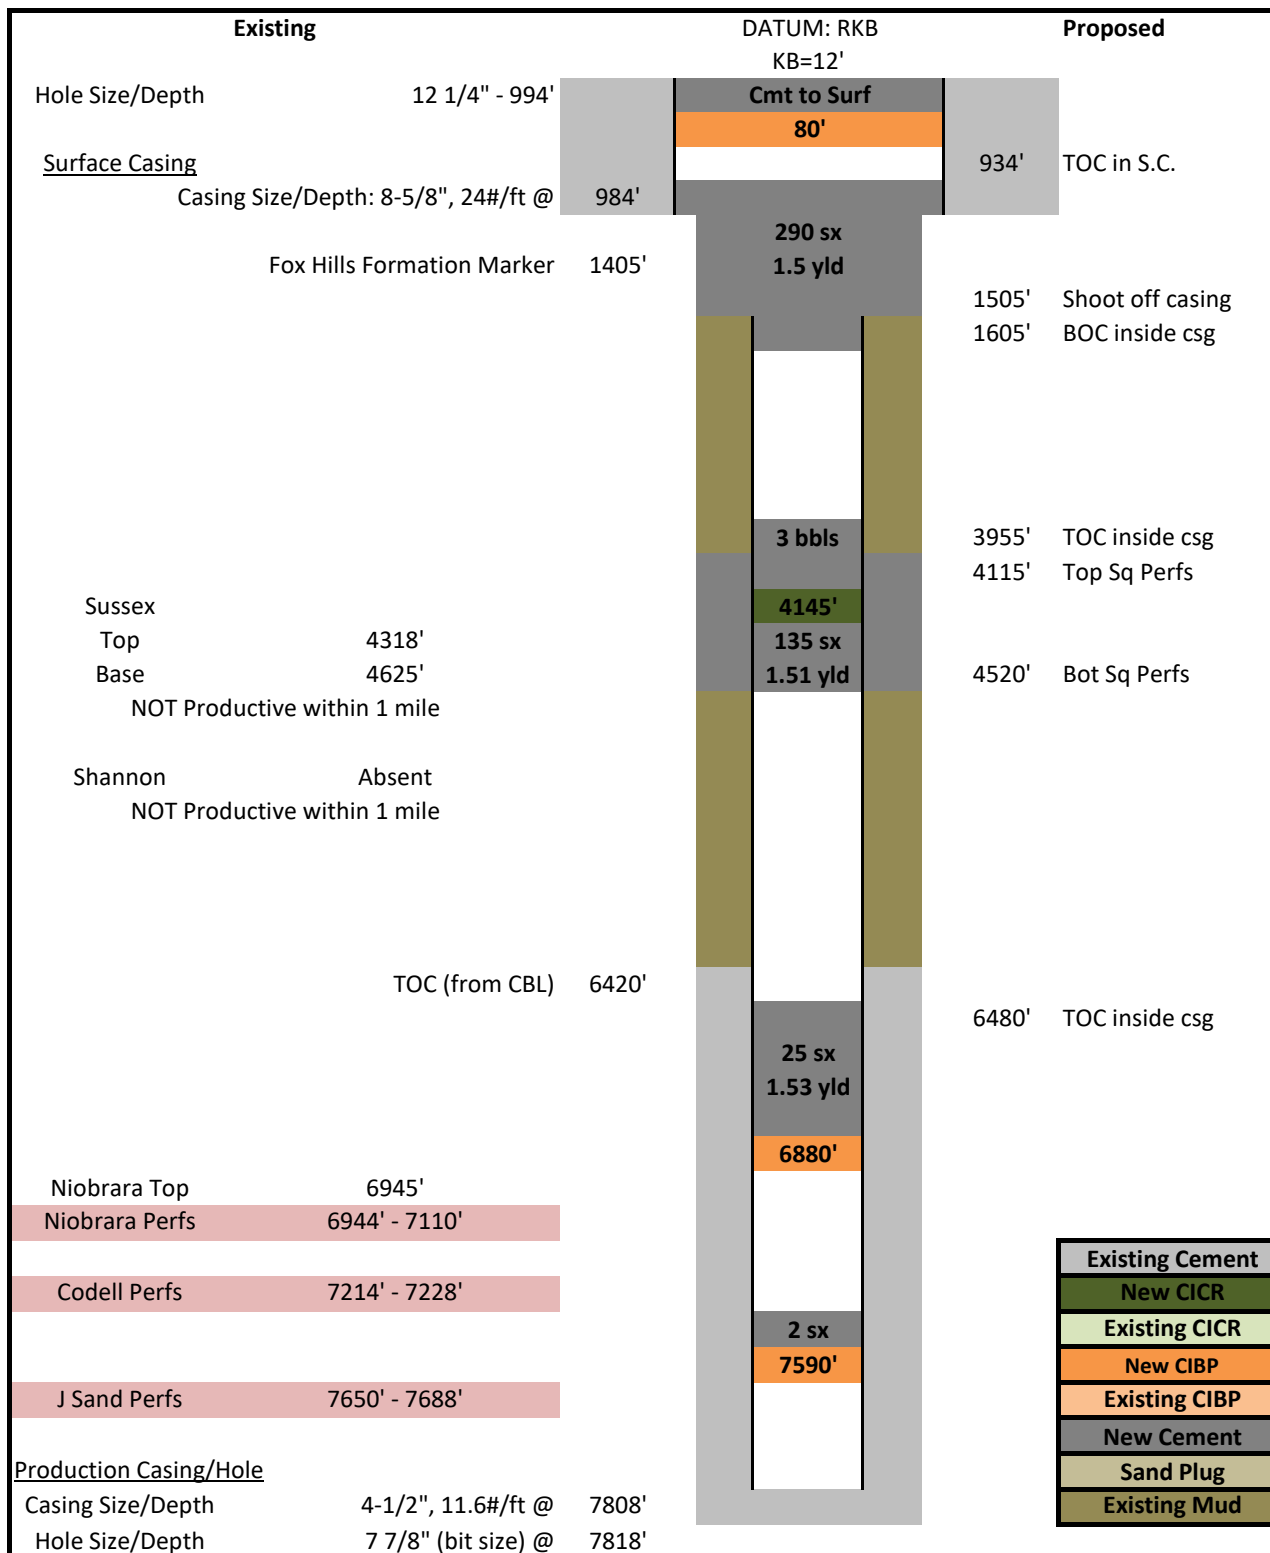 Existing DATUM: RKB Proposed
KB=12'
Hole Size/Depth 12 1/4" - 994' Cmt to Surf
80'
Surface Casing 934' TOC in S.C.
Casing Size/Depth: 8-5/8", 24#/ft @ 984'
290 sx
Fox Hills Formation Marker 1405' 1.5 yld
1505' Shoot off casing
1605' BOC inside csg
3 bbls 3955' TOC inside csg
4115' Top Sq Perfs
Sussex 4145'
Top 4318' 135 sx
Base 4625' 1.51 yld 4520' Bot Sq Perfs
NOT Productive within 1 mile
Shannon Absent
NOT Productive within 1 mile
TOC (from CBL) 6420'
6480' TOC inside csg
25 sx
1.53 yld
6880'
Niobrara Top 6945'
Niobrara Perfs 6944' - 7110'
Existing Cement
Codell Perfs 7214' - 7228' New CICR
2 sx Existing CICR
7590' New CIBP
J Sand Perfs 7650' - 7688' Existing CIBP
New Cement
Production Casing/Hole Sand Plug
Casing Size/Depth 4-1/2", 11.6#/ft @ 7808' Existing Mud
Hole Size/Depth 7 7/8" (bit size) @ 7818'